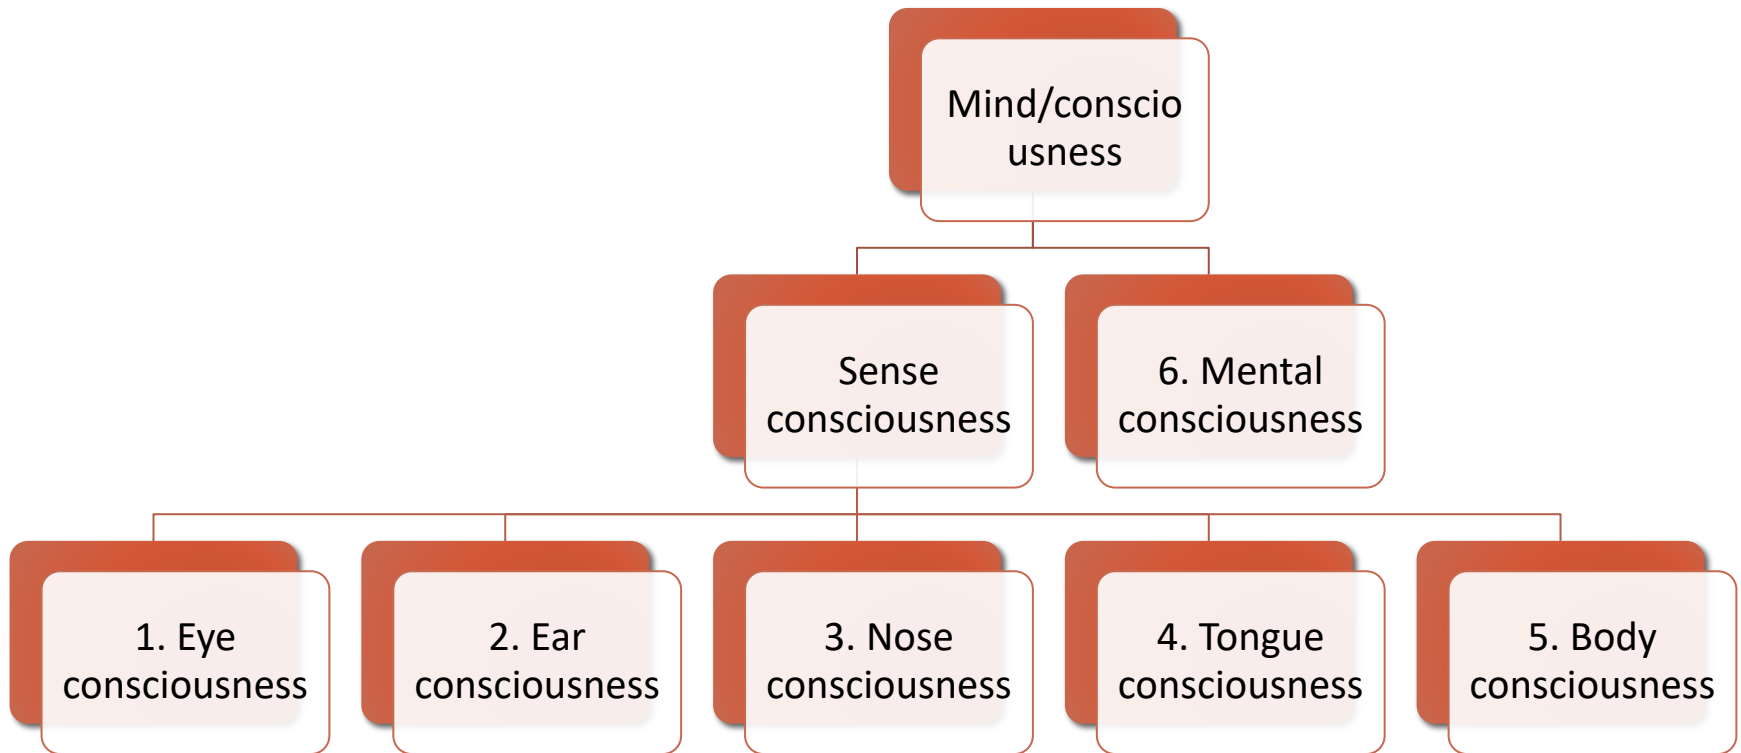 Mind/conscio
usness
Sense
consciousness
6. Mental
consciousness
1. Eye
consciousness
2. Ear
consciousness
3. Nose
consciousness
4. Tongue
consciousness
5. Body
consciousness